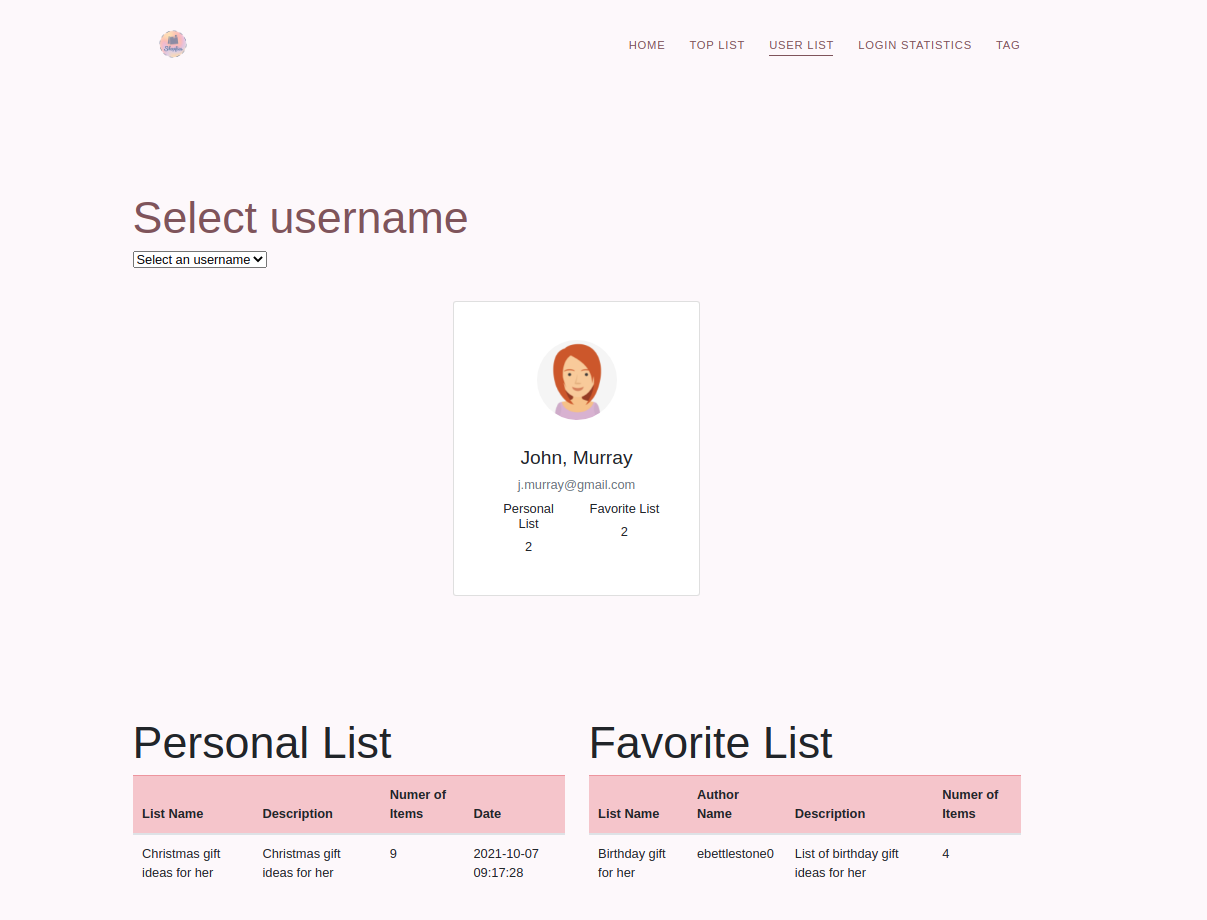 HOME TOP LIST USER LIST LOGIN STATISTICS TAG
Select username
Select an username
John, Murray
j.murray@gmail.com
Personal
List
2
Favorite List
2
Personal List
List Name Description Numer of Items Date
Christmas gift ideas for her Christmas gift ideas for her 9 2021-10-07 09:17:28
Favorite List
List Name Author Name Description Numer of Items
Birthday gift for her ebettlestone0 List of birthday gift ideas for her 4